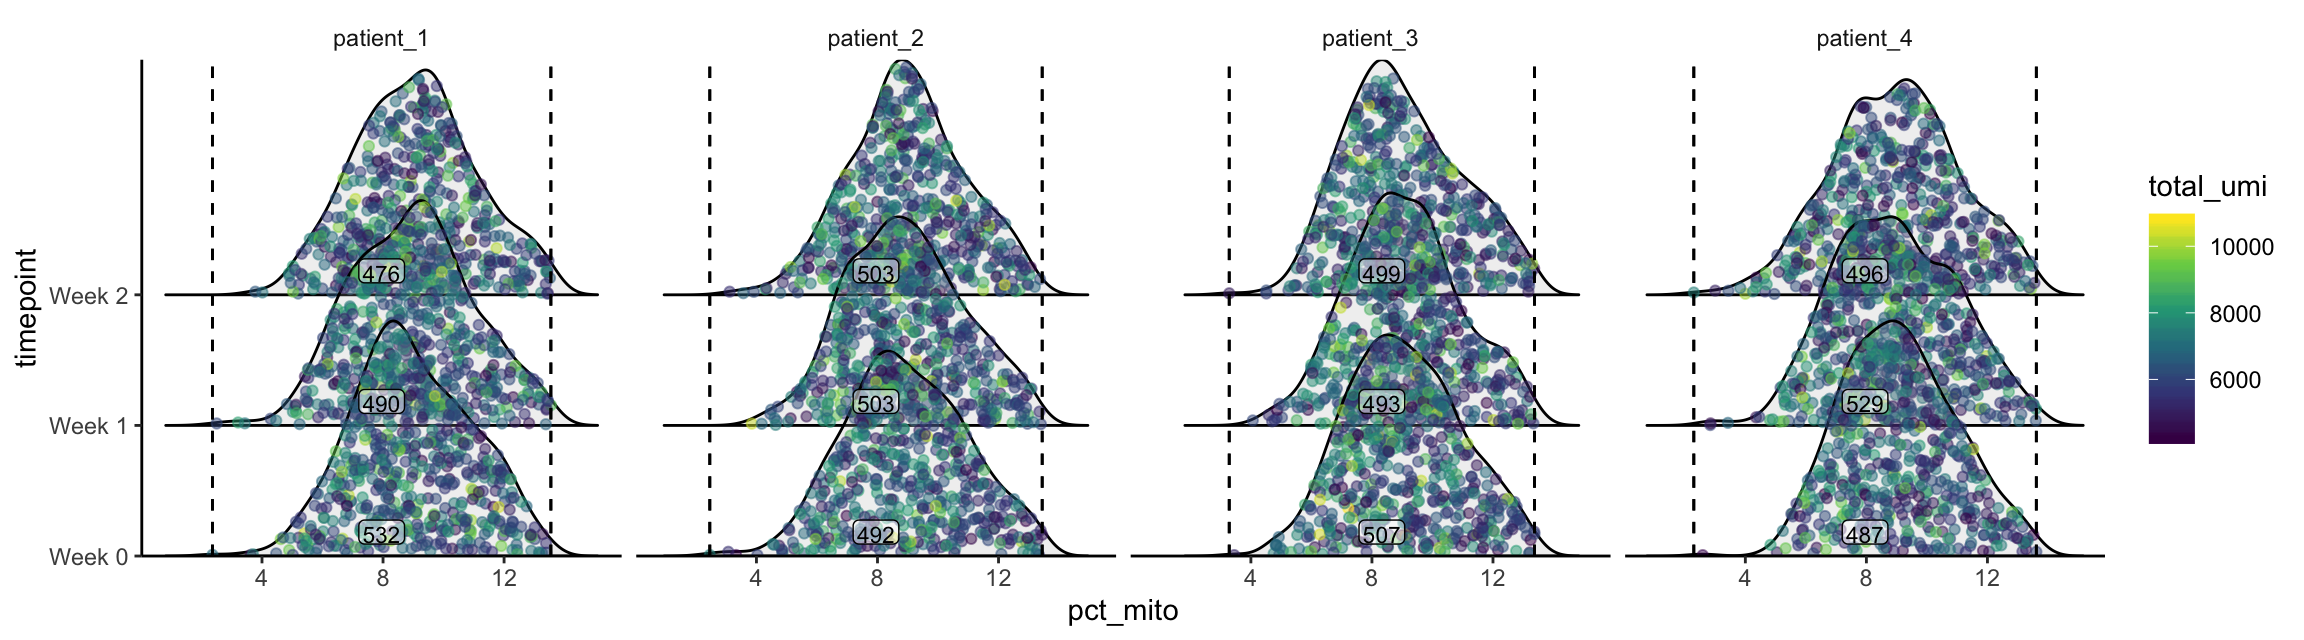 patient_1 patient_2 patient_3 patient_4
total_umi
10000
8000
6000
timepoint
Week 2 476 503 499 496
Week 1 490 503 493 529
Week 0 532 492 507 487
4 8 12 4 8 12 4 8 12 4 8 12
pct_mito